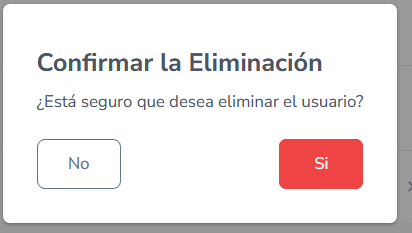 Confirmar la Eliminación
¿Está seguro que desea eliminar el usuario?
No
Si